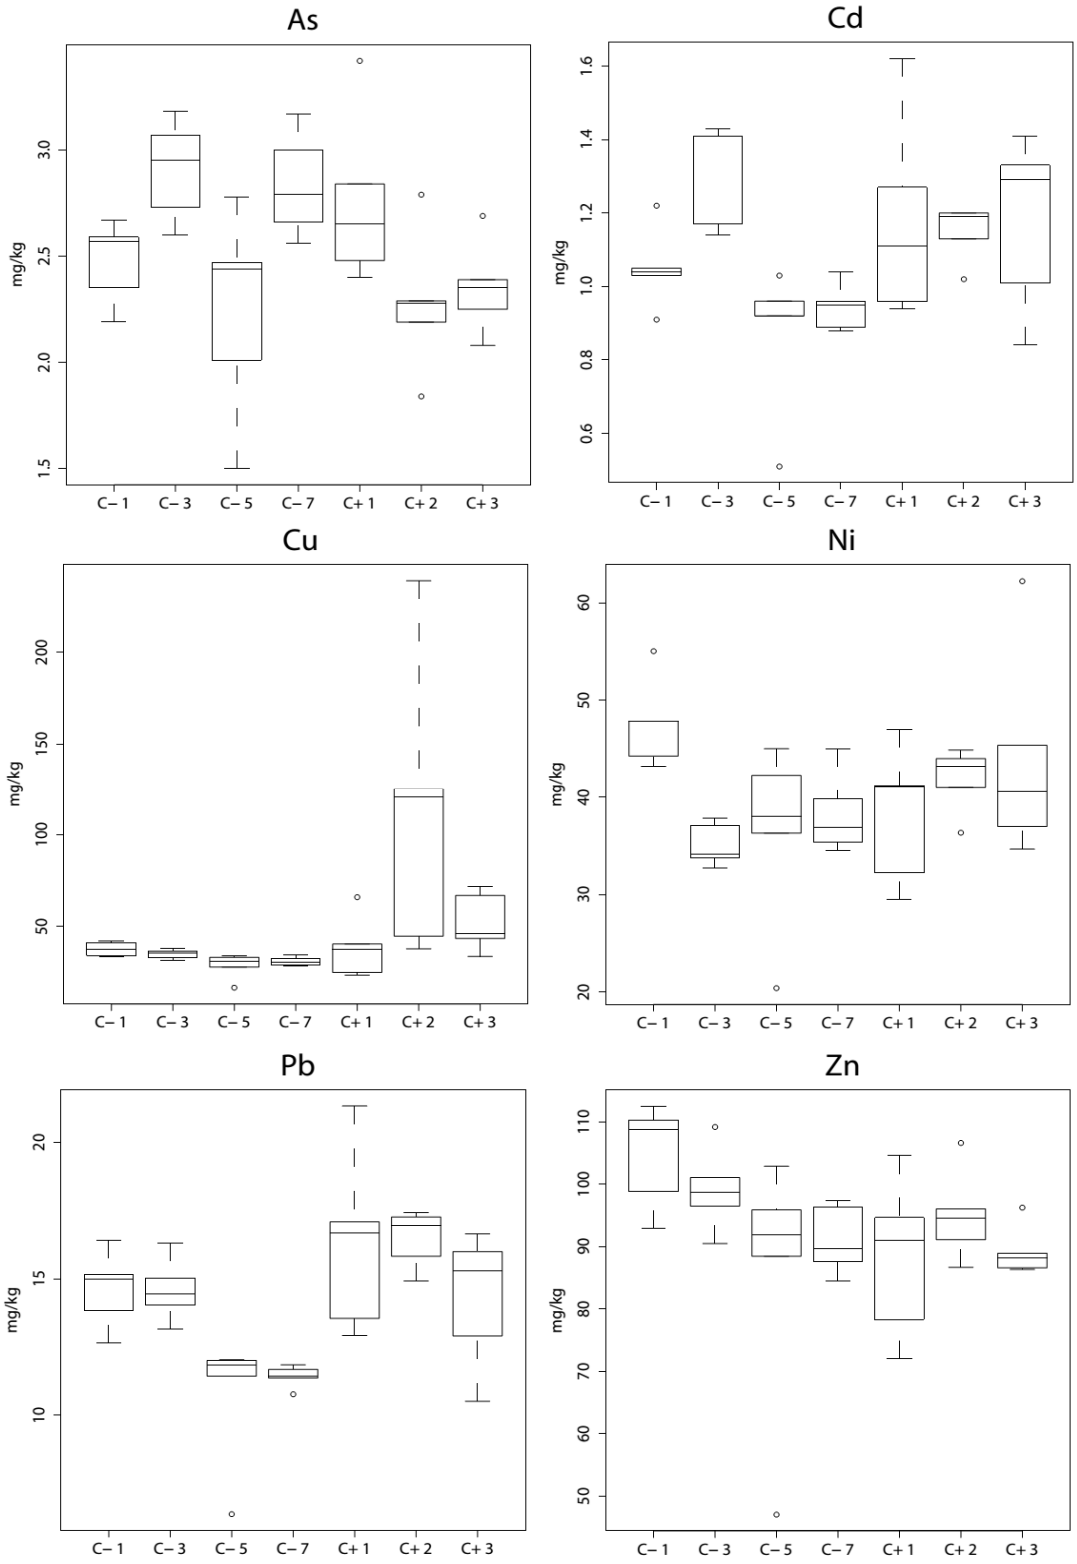 As
mg/kg
3.0
2.5
2.0
1.5
C− 1 C− 3 C− 5 C− 7 C+ 1 C+ 2 C+ 3
Cd
mg/kg
1.6
1.4
1.2
1.0
0.8
0.6
C− 1 C− 3 C− 5 C− 7 C+ 1 C+ 2 C+ 3
Cu
mg/kg
200
150
100
50
C− 1 C− 3 C− 5 C− 7 C+ 1 C+ 2 C+ 3
Ni
mg/kg
60
50
40
30
20
C− 1 C− 3 C− 5 C− 7 C+ 1 C+ 2 C+ 3
Pb
mg/kg
20
15
10
C− 1 C− 3 C− 5 C− 7 C+ 1 C+ 2 C+ 3
Zn
mg/kg
110
100
90
80
70
60
50
C− 1 C− 3 C− 5 C− 7 C+ 1 C+ 2 C+ 3